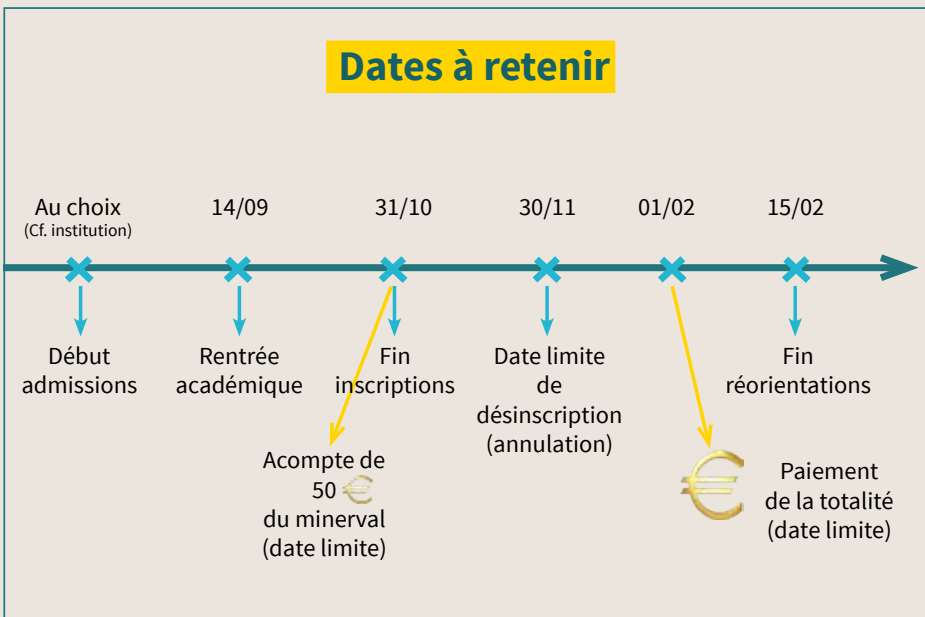 Dates à retenir
Au choix
(Cf. institution)
14/09
31/10
30/11
01/02
15/02
Début
admissions
Rentrée
académique
Fin
inscriptions
Date limite
de
désinscription
(annulation)
Fin
réorientations
Acompte de
50 €
du minerval
(date limite)
€
Paiement
de la totalité
(date limite)